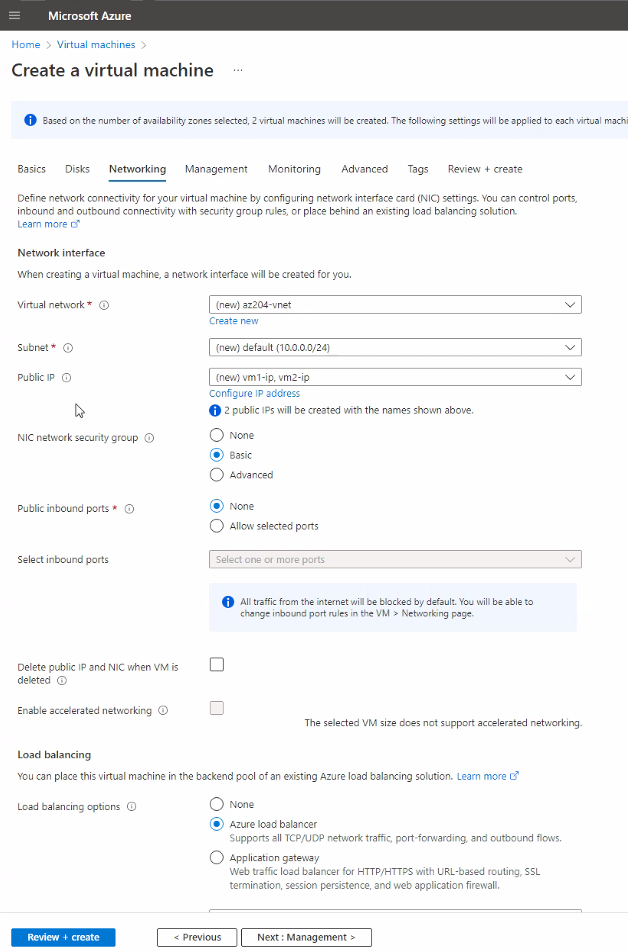 Microsoft Azure
Home > Virtual machines >
Create a virtual machine ...
Based on the number of availability zones selected, 2 virtual machines will be created. The following settings will be applied to each virtual machi
Basics Disks Networking Management Monitoring Advanced Tags Review + create
Define network connectivity for your virtual machine by configuring network interface card (NIC) settings. You can control ports,
inbound and outbound connectivity with security group rules, or place behind an existing load balancing solution.
Learn more
Network interface
When creating a virtual machine, a network interface will be created for you.
Virtual network *
(new) az204-vnet
Create new
Subnet *
(new) default (10.0.0.0/24)
Public IP
(new) vm1-ip, vm2-ip
Configure IP address
2 public IPs will be created with the names shown above.
NIC network security group
None
Basic
Advanced
Public inbound ports *
None
Allow selected ports
Select inbound ports
Select one or more ports
All traffic from the internet will be blocked by default. You will be able to
change inbound port rules in the VM > Networking page.
Delete public IP and NIC when VM is
deleted
Enable accelerated networking
The selected VM size does not support accelerated networking.
Load balancing
You can place this virtual machine in the backend pool of an existing Azure load balancing solution. Learn more
Load balancing options
None
Azure load balancer
Supports all TCP/UDP network traffic, port-forwarding, and outbound flows.
Application gateway
Web traffic load balancer for HTTP/HTTPS with URL-based routing, SSL
termination, session persistence, and web application firewall.
Review + create
< Previous
Next : Management >